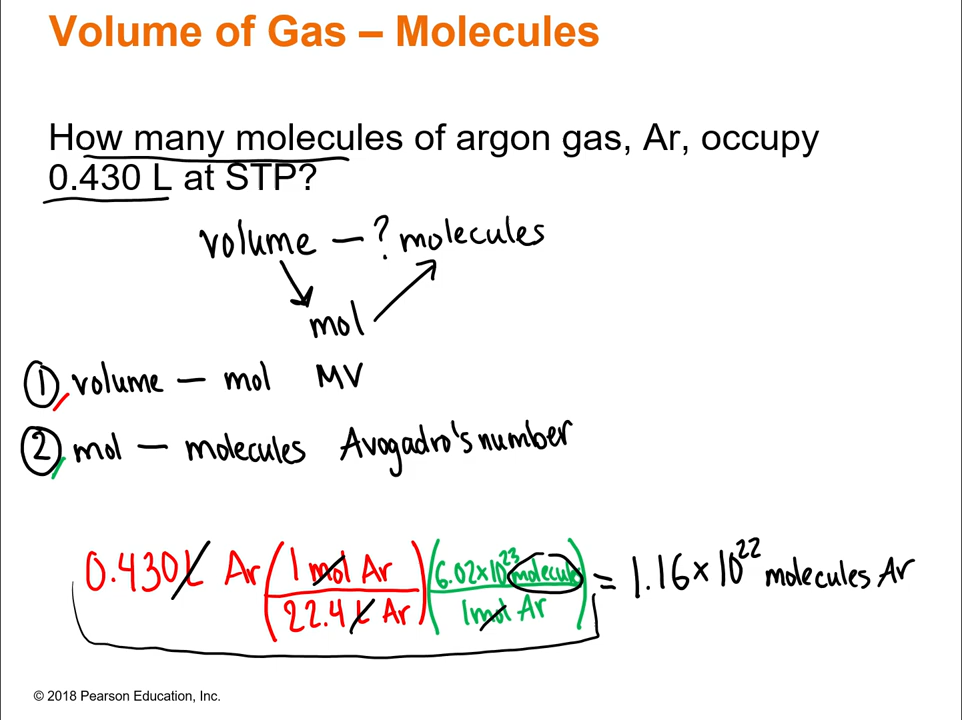 Volume of Gas – Molecules
How many molecules of argon gas, Ar, occupy
0.430 L at STP?
volume — ? molecules
mol
① volume — mol MV
② mol — molecules Avogadro's number
0.430 L Ar (1 mol Ar / 22.4 L Ar) (6.02×10²³ molecules / 1 mol Ar) = 1.16 × 10²² molecules Ar
© 2018 Pearson Education, Inc.